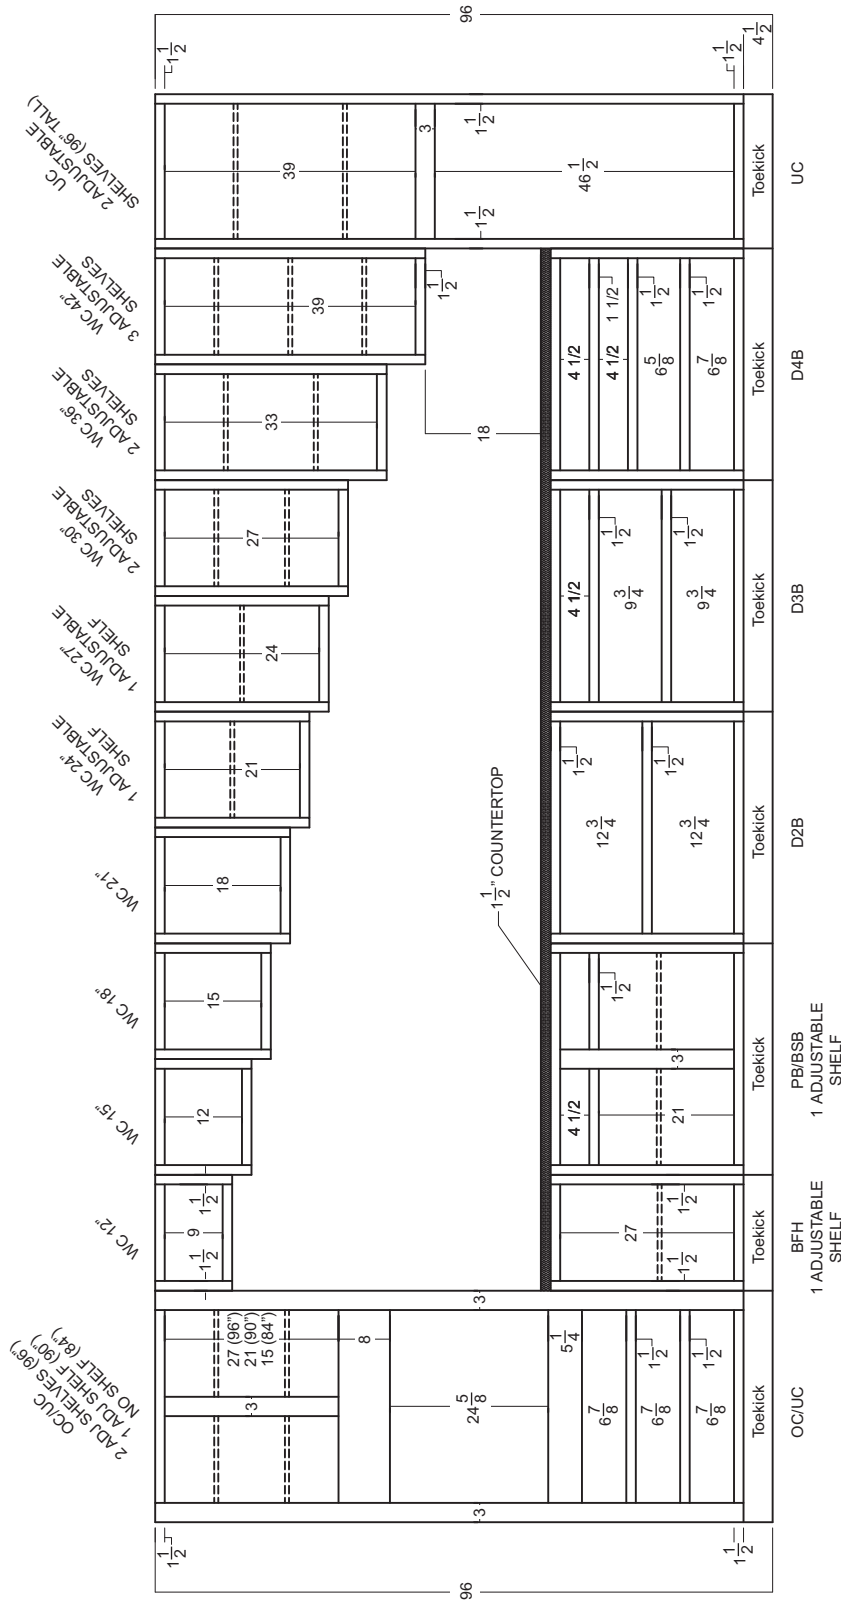 OC/UC
2 ADJ SHELVES (96")
1 ADJ SHELF (90")
NO SHELF (84")
WC 12"
WC 15"
WC 18"
WC 21"
WC 24"
1 ADJUSTABLE
SHELF
WC 27"
1 ADJUSTABLE
SHELF
WC 30"
2 ADJUSTABLE
SHELVES
WC 36"
2 ADJUSTABLE
SHELVES
WC 42"
3 ADJUSTABLE
SHELVES
UC
2 ADJUSTABLE
SHELVES (96" TALL)
96
1 1/2
1 1/2
3
3
27 (96")
21 (90")
15 (84")
3
8
24 5/8
5 1/4
6 7/8
1 1/2
6 7/8
1 1/2
6 7/8
Toekick
OC/UC
1 1/2
9
1 1/2
12
15
18
21
24
27
33
39
1 1/2
18
1 1/2" COUNTERTOP
27
1 1/2
1 1/2
Toekick
BFH
1 ADJUSTABLE
SHELF
4 1/2
1 1/2
21
3
Toekick
PB/BSB
1 ADJUSTABLE
SHELF
1 1/2
12 3/4
1 1/2
12 3/4
Toekick
D2B
4 1/2
1 1/2
9 3/4
1 1/2
9 3/4
Toekick
D3B
4 1/2
4 1/2
1 1/2
6 5/8
1 1/2
6 7/8
1 1/2
Toekick
D4B
39
3
1 1/2
1 1/2
46 1/2
Toekick
UC
1 1/2
96
1 1/2
4 1/2